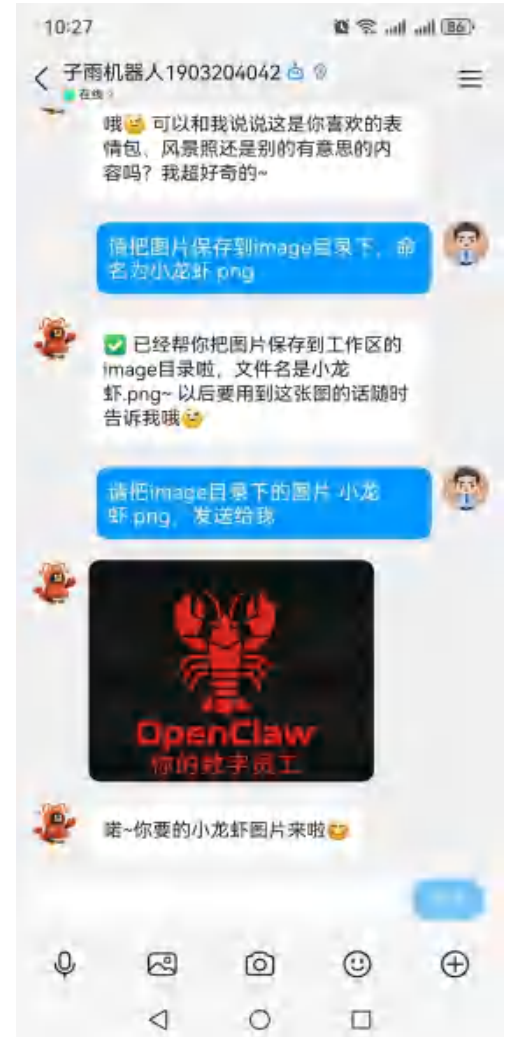 10:27
86
子雨机器人1903204042
在线
哦 可以和我说说这是你喜欢的表
情包、风景照还是别的有意思的内
容吗？我超好奇的~
请把图片保存到image目录下，命
名为小龙虾.png
✅ 已经帮你把图片保存到工作区的
image目录啦，文件名是小龙
虾.png~ 以后要用到这张图的话随时
告诉我哦
请把image目录下的图片 小龙
虾.png，发送给我
OpenClaw
你的数字员工
喏~你要的小龙虾图片来啦